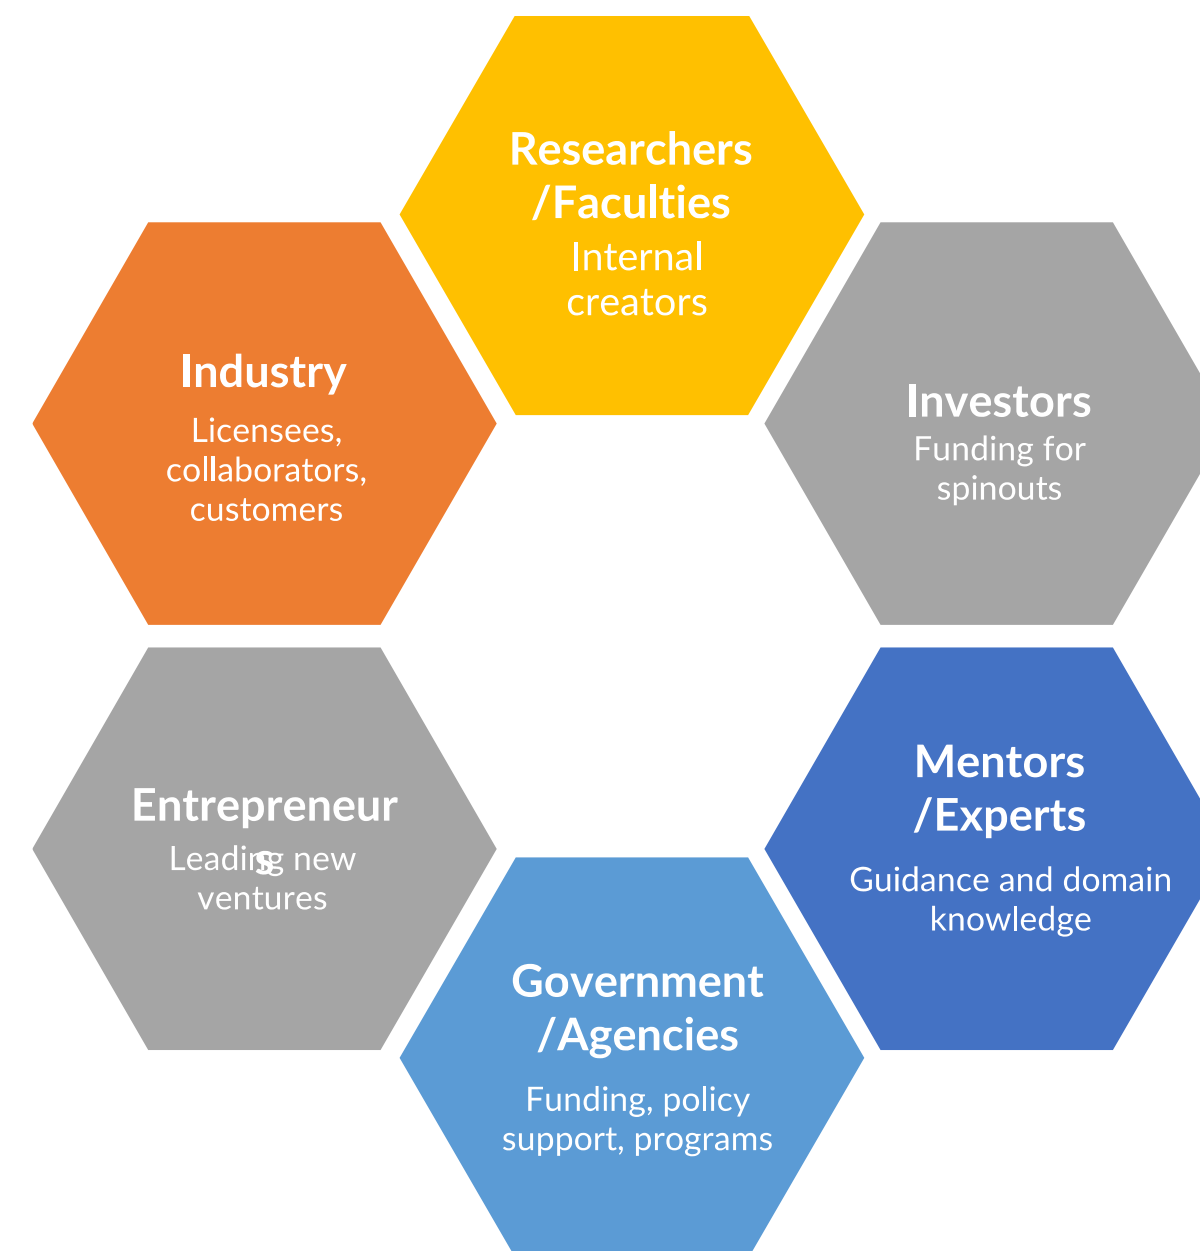 Researchers
/Faculties
Internal
creators
Industry
Licensees,
collaborators,
customers
Investors
Funding for
spinouts
Entrepreneur
s
Leading new
ventures
Mentors
/Experts
Guidance and domain
knowledge
Government
/Agencies
Funding, policy
support, programs